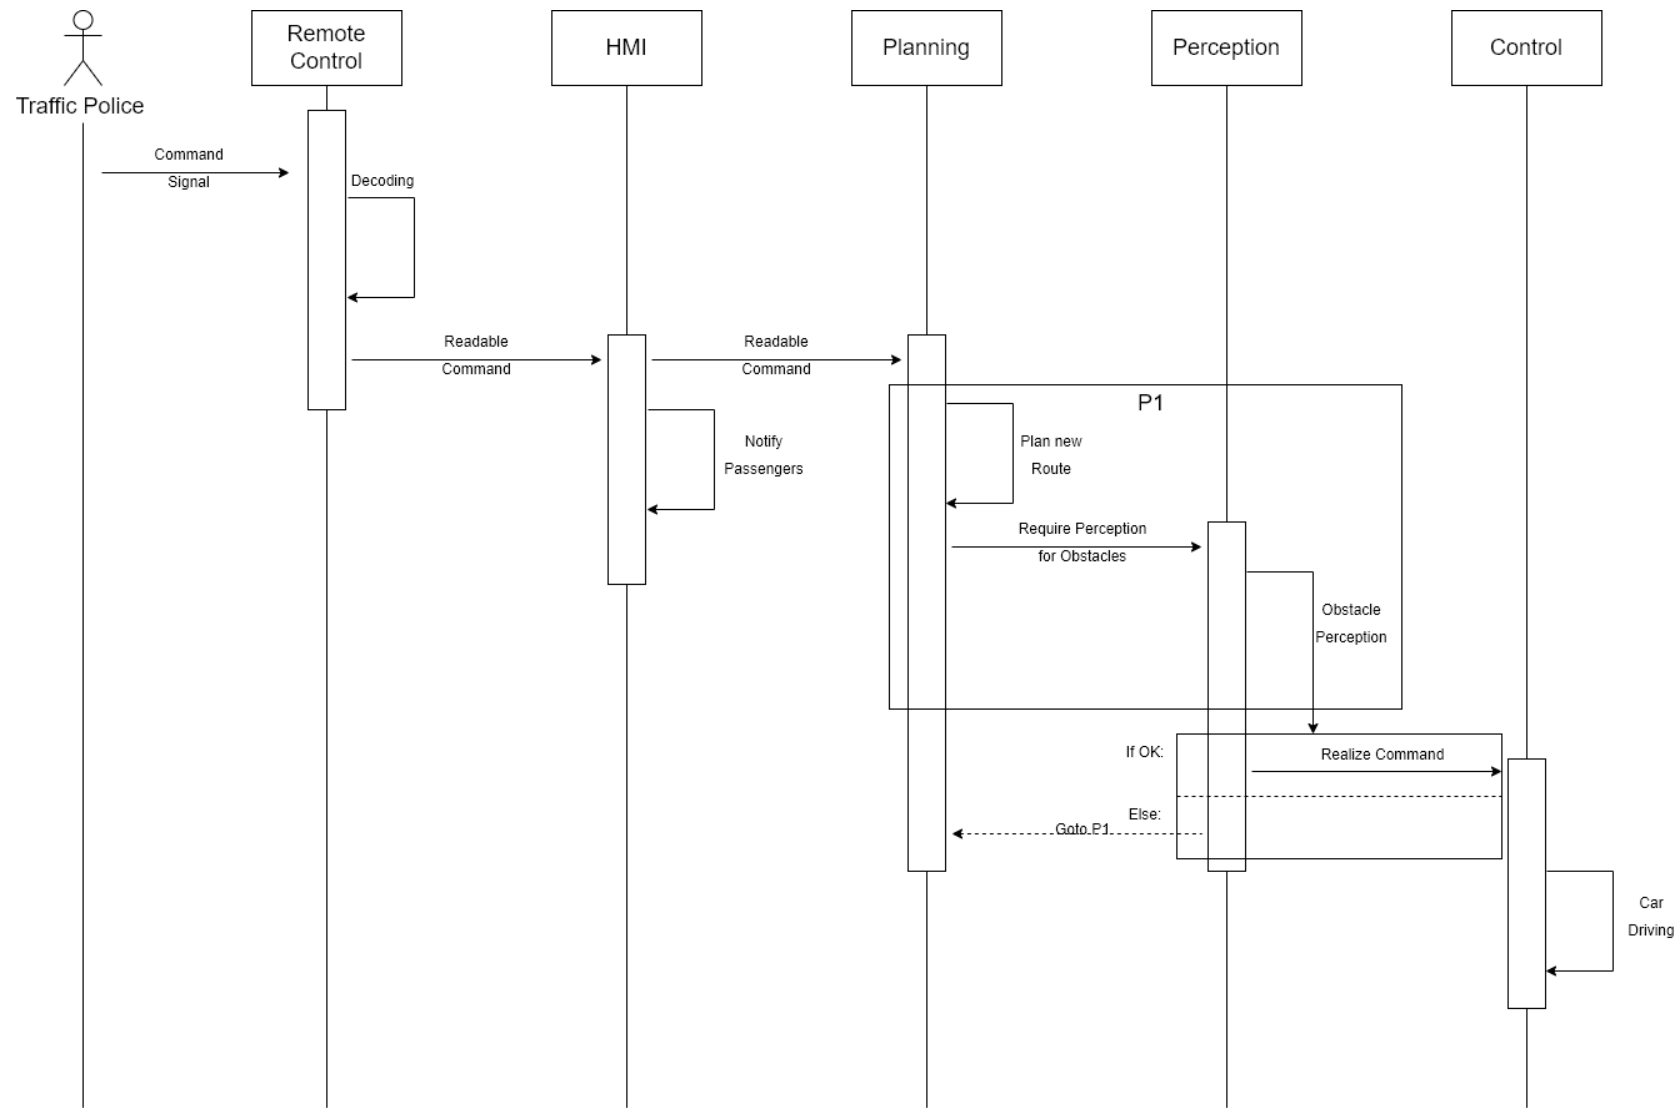 Traffic Police
Remote
Control
HMI
Planning
Perception
Control
Command
Signal
Decoding
Readable
Command
Readable
Command
P1
Notify
Passengers
Plan new
Route
Require Perception
for Obstacles
Obstacle
Perception
If OK:
Realize Command
Else:
Goto P1
Car
Driving